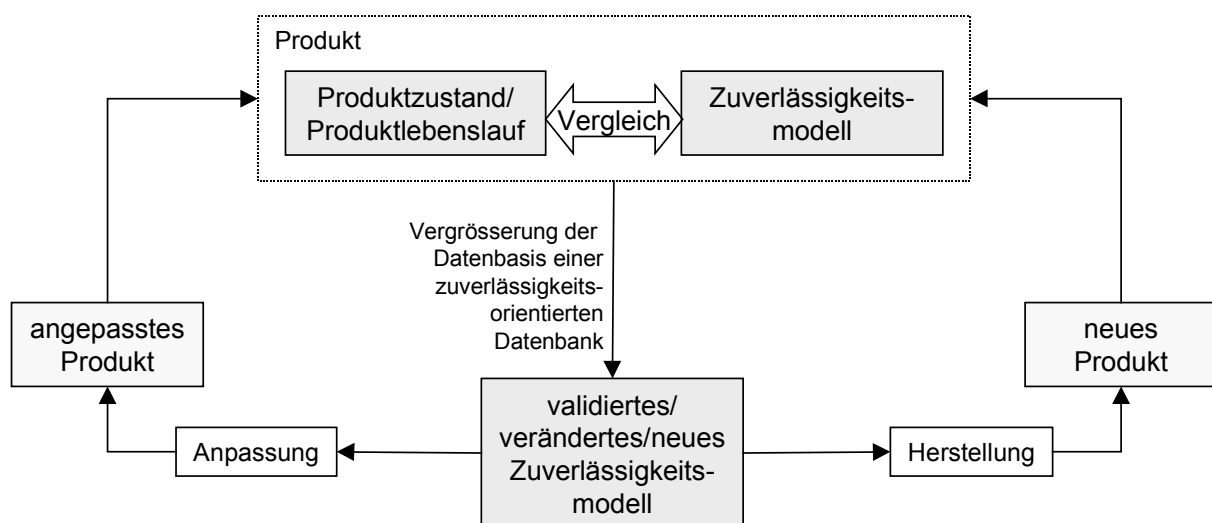 Produkt
Produktzustand/
Produktlebenslauf
Vergleich
Zuverlässigkeits-
modell
Vergrösserung der
Datenbasis einer
zuverlässigkeits-
orientierten
Datenbank
angepasstes
Produkt
neues
Produkt
validiertes/
verändertes/neues
Zuverlässigkeits-
modell
Anpassung
Herstellung